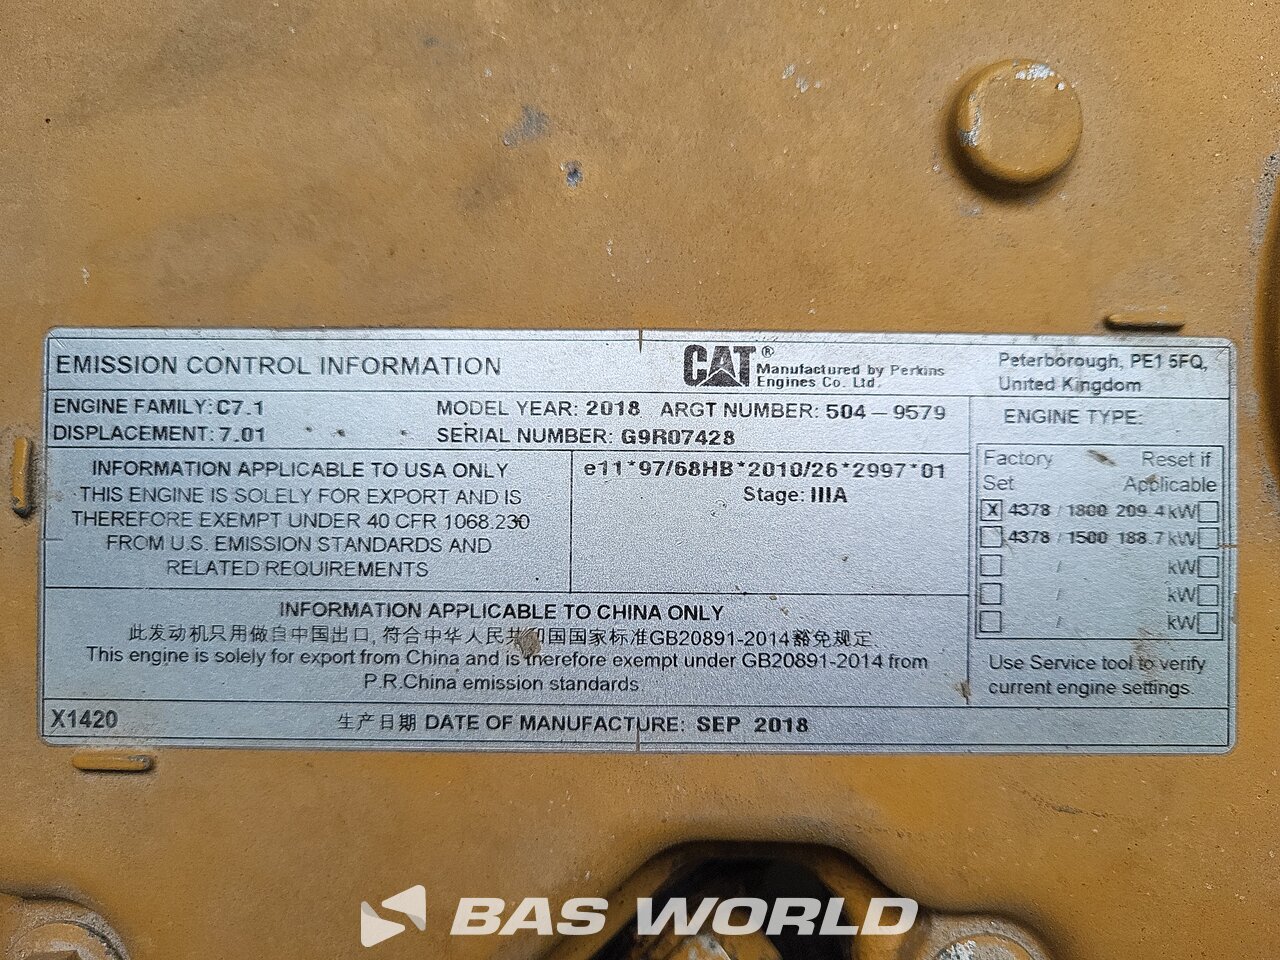 EMISSION CONTROL INFORMATION
CAT®
Manufactured by Perkins
Engines Co. Ltd.
Peterborough, PE1 5FQ,
United Kingdom
ENGINE FAMILY: C7.1
MODEL YEAR: 2018 ARGT NUMBER: 504-9579
DISPLACEMENT: 7.01
SERIAL NUMBER: G9R07428
ENGINE TYPE:
INFORMATION APPLICABLE TO USA ONLY
THIS ENGINE IS SOLELY FOR EXPORT AND IS
THEREFORE EXEMPT UNDER 40 CFR 1068.230
FROM U.S. EMISSION STANDARDS AND
RELATED REQUIREMENTS
e11*97/68HB*2010/26*2997*01
Stage: IIIA
Factory Reset if
Set Applicable
X 4378 / 1800 209.4 kW
4378 / 1500 188.7 kW
/ kW
/ kW
/ kW
Use Service tool to verify
current engine settings.
INFORMATION APPLICABLE TO CHINA ONLY
此发动机只用做自中国出口, 符合中华人民共和国国家标准GB20891-2014豁免规定.
This engine is solely for export from China and is therefore exempt under GB20891-2014 from
P.R.China emission standards.
X1420
生产日期 DATE OF MANUFACTURE: SEP 2018
BAS WORLD